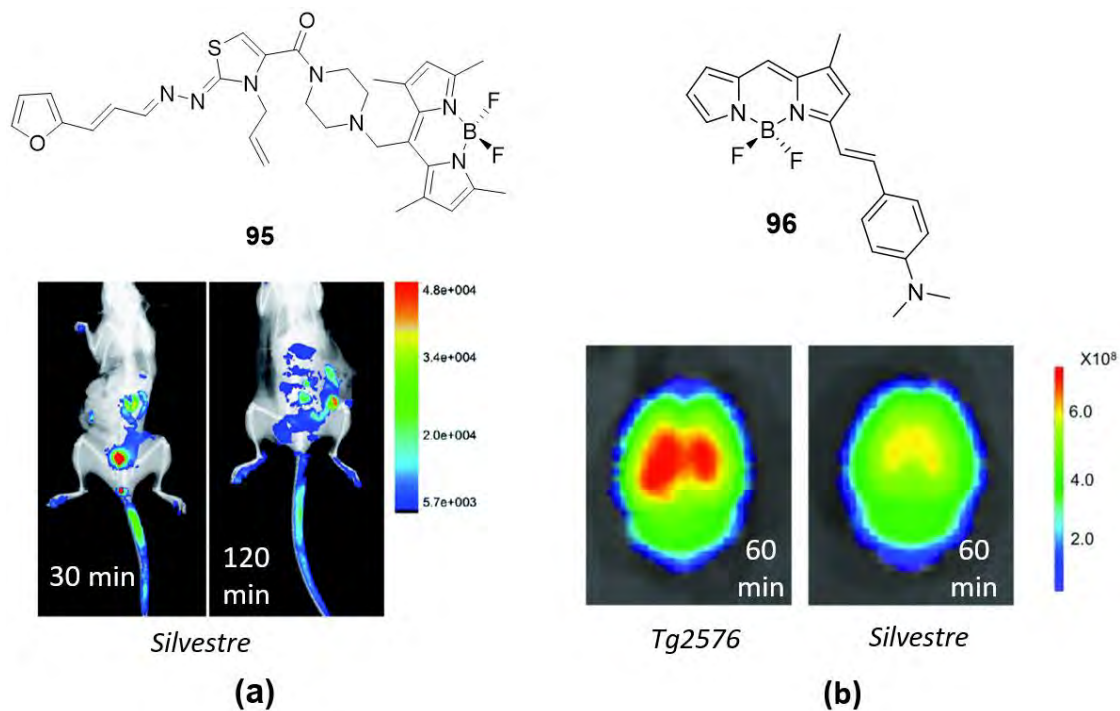 O
S
N
N
N
N
O
N
N
N
B
F
F
95
N
N
B
F
F
96
N
4.8e+004
3.4e+004
2.0e+004
5.7e+003
30 min
120
min
Silvestre
(a)
X10⁸
6.0
4.0
2.0
60
min
60
min
Tg2576
Silvestre
(b)